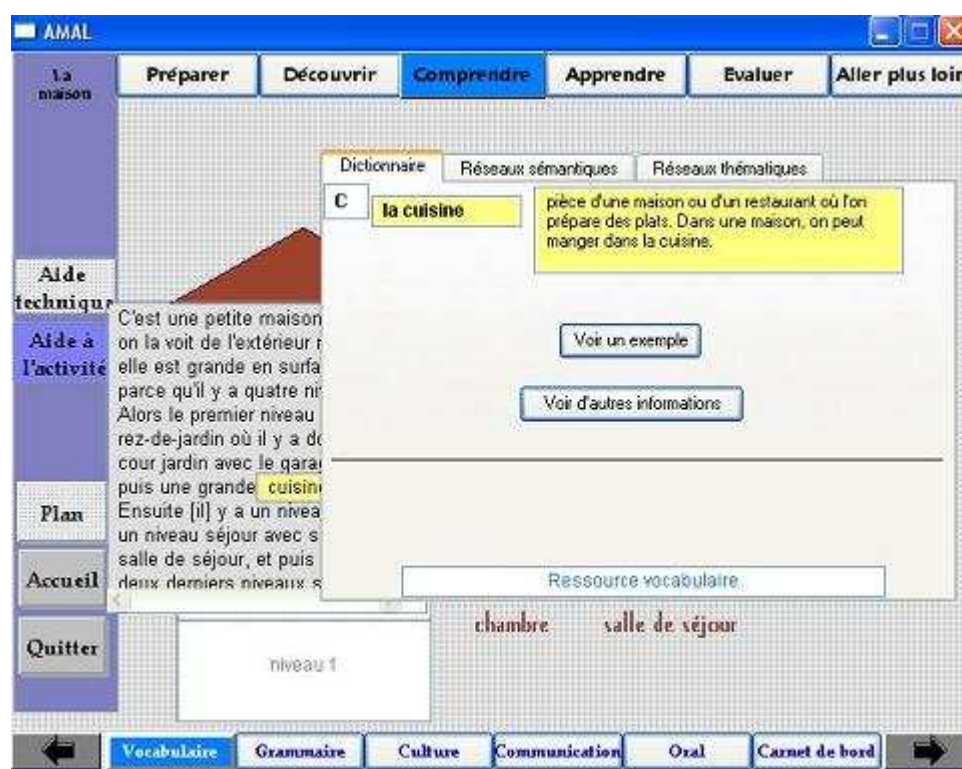 AMAL
La
maison
Préparer
Découvrir
Comprendre
Apprendre
Evaluer
Aller plus loin
Dictionnaire
Réseaux sémantiques
Réseaux thématiques
C
la cuisine
pièce d'une maison ou d'un restaurant où l'on
prépare des plats. Dans une maison, on peut
manger dans la cuisine.
Voir un exemple
Voir d'autres informations
Ressource vocabulaire
Aide
technique
Aide à
l'activité
Plan
Accueil
Quitter
C'est une petite maison
on la voit de l'extérieur
elle est grande en surfa
parce qu'il y a quatre
Alors le premier niveau
rez-de-jardin où il y a do
cour jardin avec le gara
puis une grande cuisin
Ensuite [il] y a un nivea
un niveau séjour avec s
salle de séjour, et puis
deux derniers niveaux s
chambre
salle de séjour
niveau 1
Vocabulaire
Grammaire
Culture
Communication
Oral
Carnet de bord